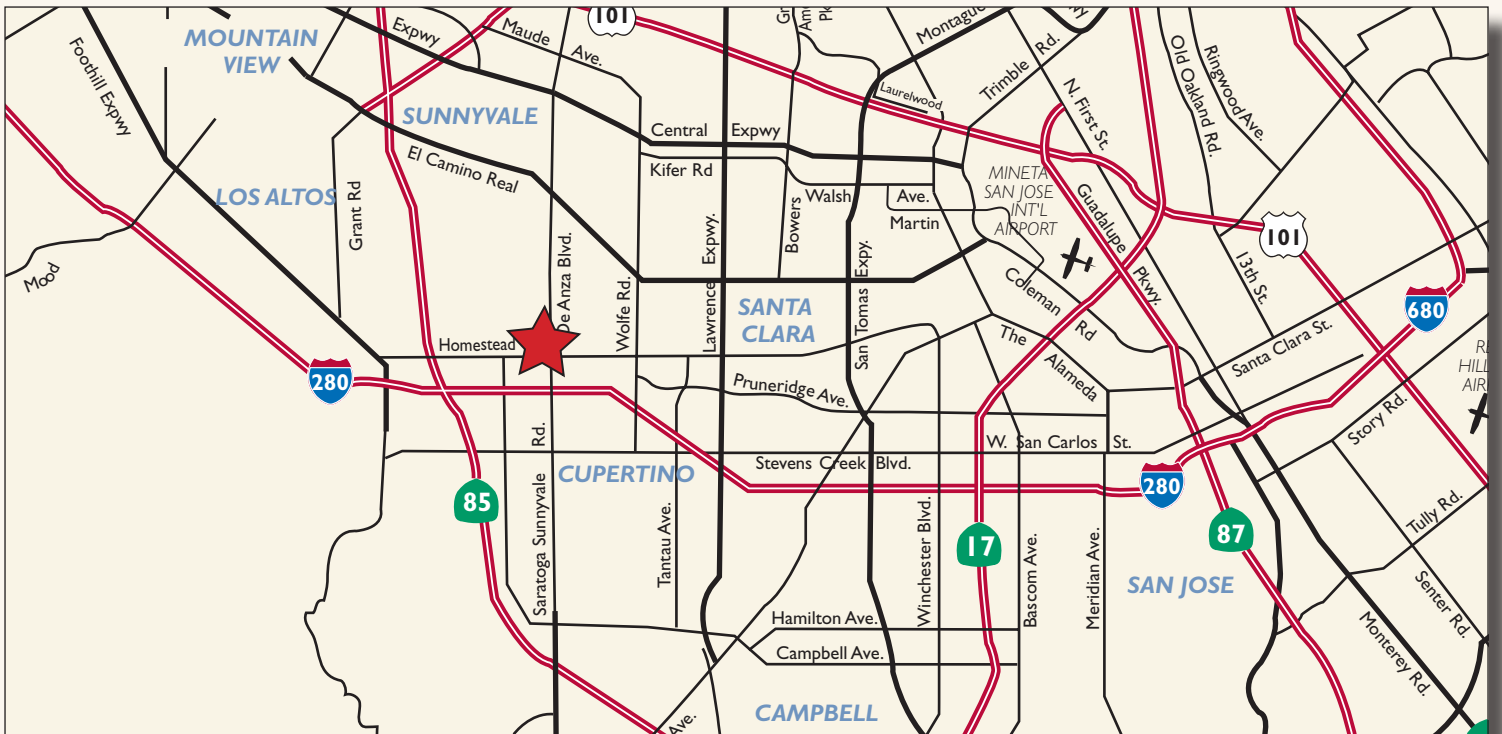 101
Expwy
Maude
Ave.
Montague
MOUNTAIN
VIEW
Foothill Expwy
Trimble Rd.
Old Oakland Rd.
Ringwood Ave.
Laurelwood
N. First St.
SUNNYVALE
Central Expwy
El Camino Real
Kifer Rd
MINETA
SAN JOSE
INT'L
AIRPORT
LOS ALTOS
Grant Rd
Walsh Ave.
Martin
Bowers
Guadalupe Pkwy.
101
13th St.
Mood
De Anza Blvd.
Wolfe Rd.
Lawrence Expwy.
San Tomas Expy.
Coleman Rd
680
SANTA
CLARA
Homestead
The Alameda
Santa Clara St.
280
Pruneridge Ave.
Story Rd.
W. San Carlos St.
Stevens Creek Blvd.
CUPERTINO
280
85
Saratoga Sunnyvale Rd.
Tantau Ave.
Winchester Blvd.
17
Bascom Ave.
Meridian Ave.
87
Tully Rd.
SAN JOSE
Senter Rd.
Hamilton Ave.
Campbell Ave.
Monterey Rd.
CAMPBELL
Ave.